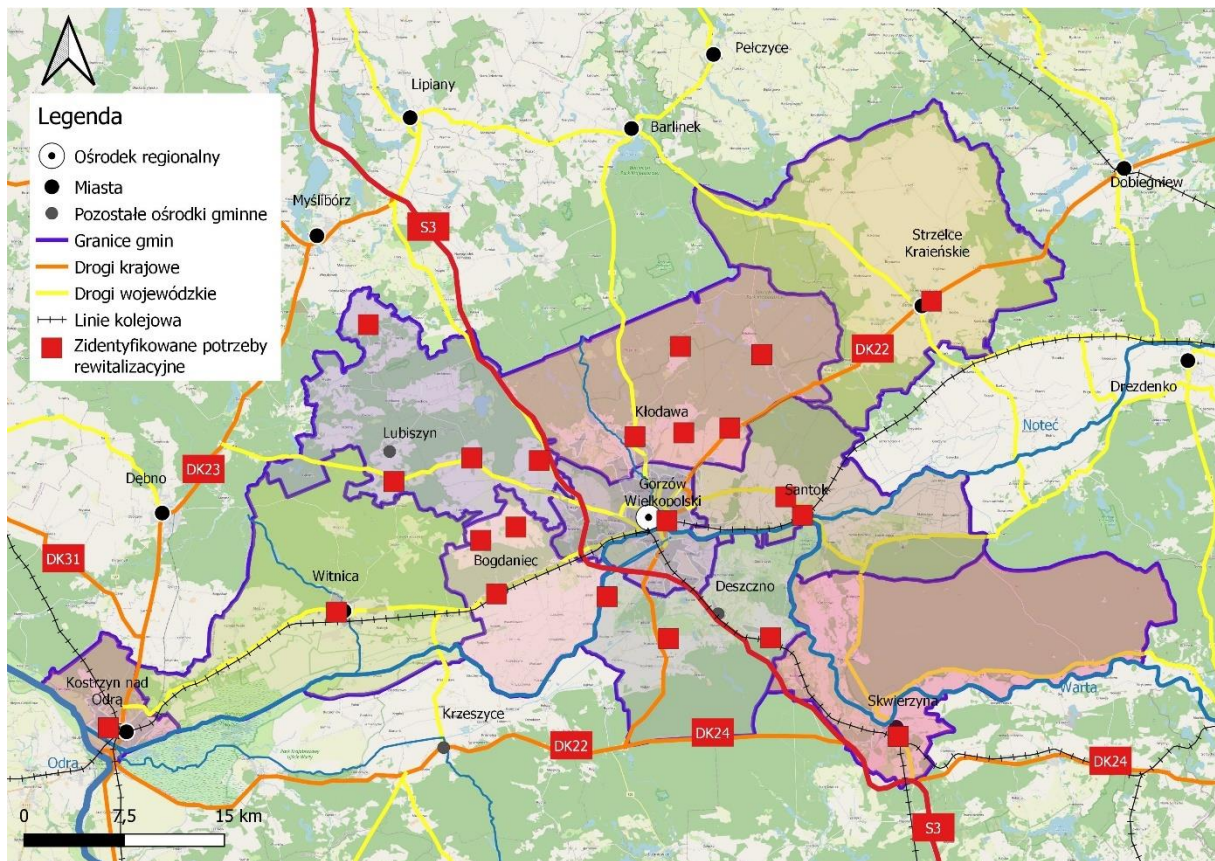 Pełczyce
Lipiany
Barlinek
Legenda
Ośrodek regionalny
Miasta
Pozostałe ośrodki gminne
Granice gmin
Drogi krajowe
Drogi wojewódzkie
Linie kolejowa
Zidentyfikowane potrzeby
rewitalizacyjne
Myślibórz
S3
Dobiegniew
Strzelce
Kraieńskie
DK22
Drezdenko
Kłodawa
Noteć
Lubiszyn
DK23
Dębno
Gorzów
Wielkopolski
Santok
DK31
Bogdaniec
Witnica
Deszczno
Kostrzyn nad
Odrą
Skwierzyna
Warta
Krzeszyce
DK22
DK24
DK24
Odra
0 7,5 15 km
S3